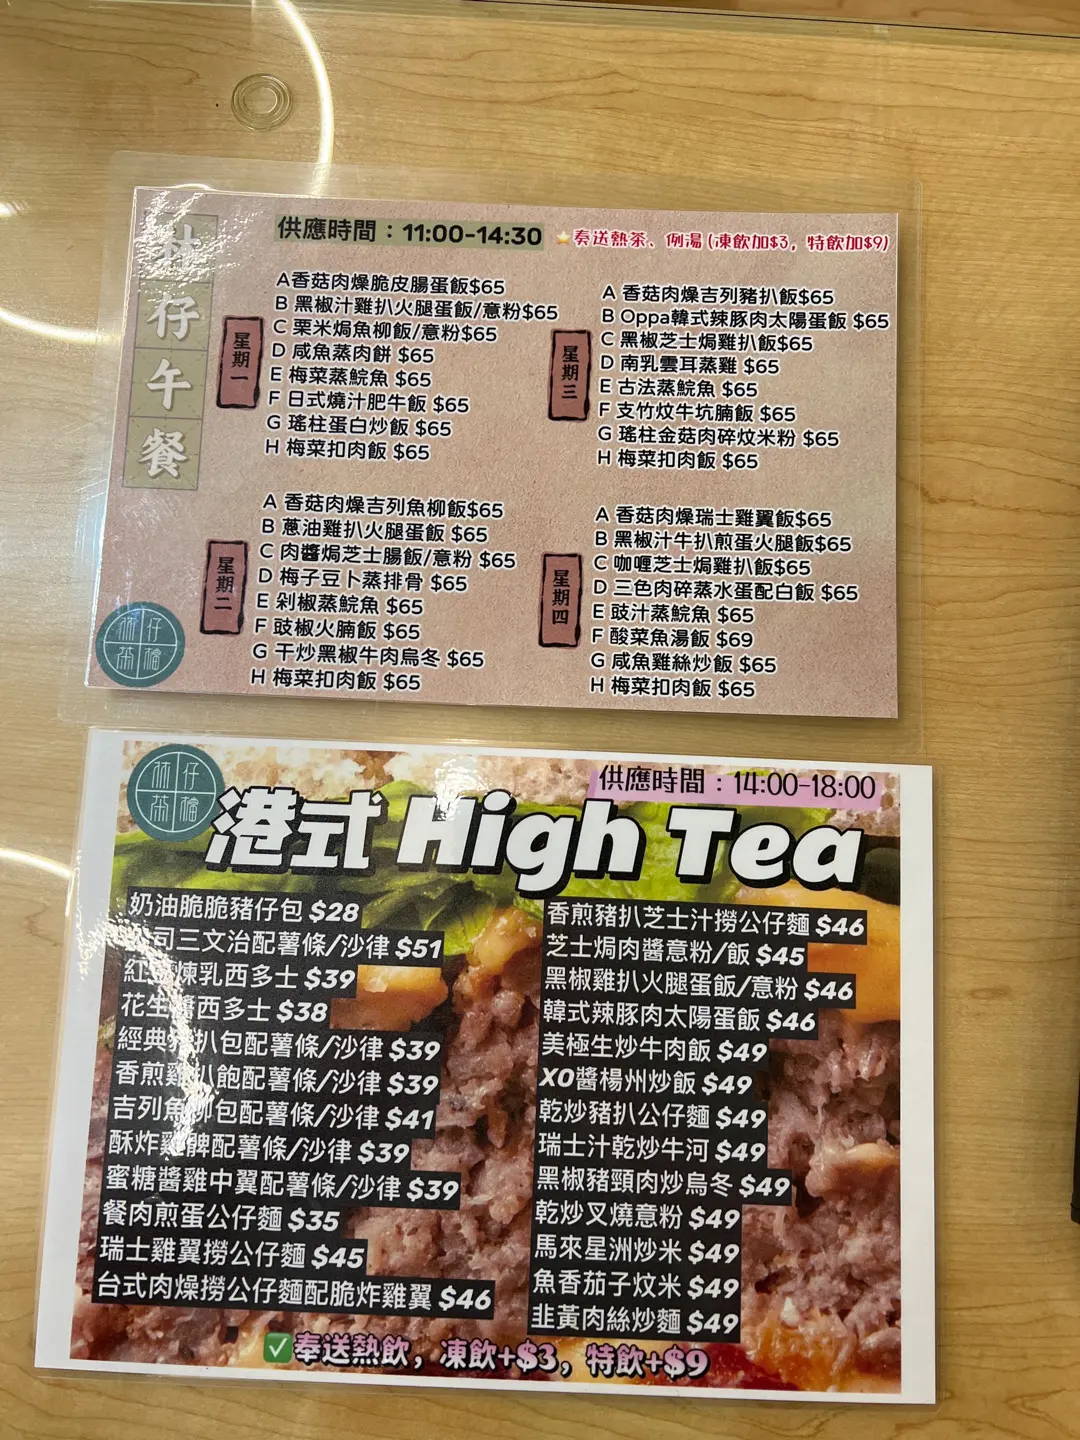 林
仔
午
餐
供應時間：11:00-14:30
⭐奏送熱茶、例湯 (凍飲加$3，特飲加$9)
星期一
A香菇肉燥脆皮腸蛋飯$65
B 黑椒汁雞扒火腿蛋飯/意粉$65
C 栗米焗魚柳飯/意粉$65
D 咸魚蒸肉餅 $65
E 梅菜蒸鯇魚 $65
F 日式燒汁肥牛飯 $65
G 瑤柱蛋白炒飯 $65
H 梅菜扣肉飯 $65
星期二
A 香菇肉燥吉列魚柳飯$65
B 蔥油雞扒火腿蛋飯 $65
C 肉醬焗芝士腸飯/意粉 $65
D 梅子豆卜蒸排骨 $65
E 剁椒蒸鯇魚 $65
F 豉椒火腩飯 $65
G 干炒黑椒牛肉烏冬 $65
H 梅菜扣肉飯 $65
星期三
A 香菇肉燥吉列豬扒飯$65
B Oppa韓式辣豚肉太陽蛋飯 $65
C 黑椒芝士焗雞扒飯$65
D 南乳雲耳蒸雞 $65
E 古法蒸鯇魚 $65
F 支竹炆牛坑腩飯 $65
G 瑤柱金菇肉碎炆米粉 $65
H 梅菜扣肉飯 $65
星期四
A 香菇肉燥瑞士雞翼飯$65
B 黑椒汁牛扒煎蛋火腿飯$65
C 咖喱芝士焗雞扒飯$65
D 三色肉碎蒸水蛋配白飯 $65
E 豉汁蒸鯇魚 $65
F 酸菜魚湯飯 $69
G 咸魚雞絲炒飯 $65
H 梅菜扣肉飯 $65
林仔茶檔
林仔茶檔
供應時間：14:00-18:00
港式 High Tea
奶油脆脆豬仔包 $28
公司三文治配薯條/沙律 $51
紅豆煉乳西多士 $39
花生醬西多士 $38
經典豬扒包配薯條/沙律 $39
香煎雞扒飽配薯條/沙律 $39
吉列魚柳包配薯條/沙律 $41
酥炸雞髀配薯條/沙律 $39
蜜糖醬雞中翼配薯條/沙律 $39
餐肉煎蛋公仔麵 $35
瑞士雞翼撈公仔麵 $45
台式肉燥撈公仔麵配脆炸雞翼 $46
香煎豬扒芝士汁撈公仔麵 $46
芝士焗肉醬意粉/飯 $45
黑椒雞扒火腿蛋飯/意粉 $46
韓式辣豚肉太陽蛋飯 $46
美極生炒牛肉飯 $49
XO醬楊州炒飯 $49
乾炒豬扒公仔麵 $49
瑞士汁乾炒牛河 $49
黑椒豬頸肉炒烏冬 $49
乾炒叉燒意粉 $49
馬來星洲炒米 $49
魚香茄子炆米 $49
韭黃肉絲炒麵 $49
✅奉送熱飲，凍飲+$3，特飲+$9